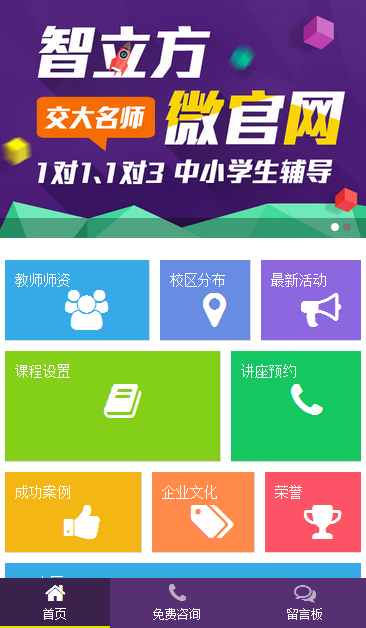 智立方
交大名师
微官网
1对1、1对3 中小学生辅导
教师师资
校区分布
最新活动
课程设置
讲座预约
成功案例
企业文化
荣誉
首页
免费咨询
留言板